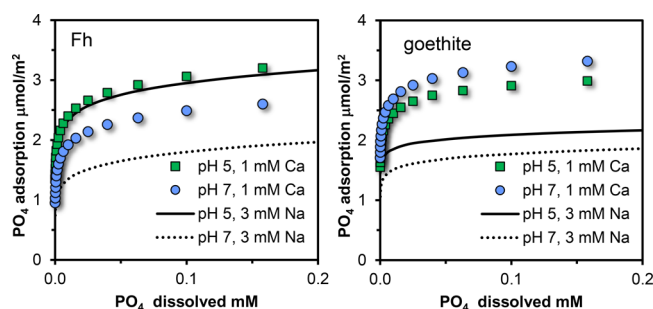 Fh
PO4 adsorption μmol/m²
4
3
2
1
0
pH 5, 1 mM Ca
pH 7, 1 mM Ca
pH 5, 3 mM Na
pH 7, 3 mM Na
0.0
0.1
0.2
PO4 dissolved mM
goethite
PO4 adsorption μmol/m²
4
3
2
1
0
pH 5, 1 mM Ca
pH 7, 1 mM Ca
pH 5, 3 mM Na
pH 7, 3 mM Na
0.0
0.1
0.2
PO4 dissolved mM